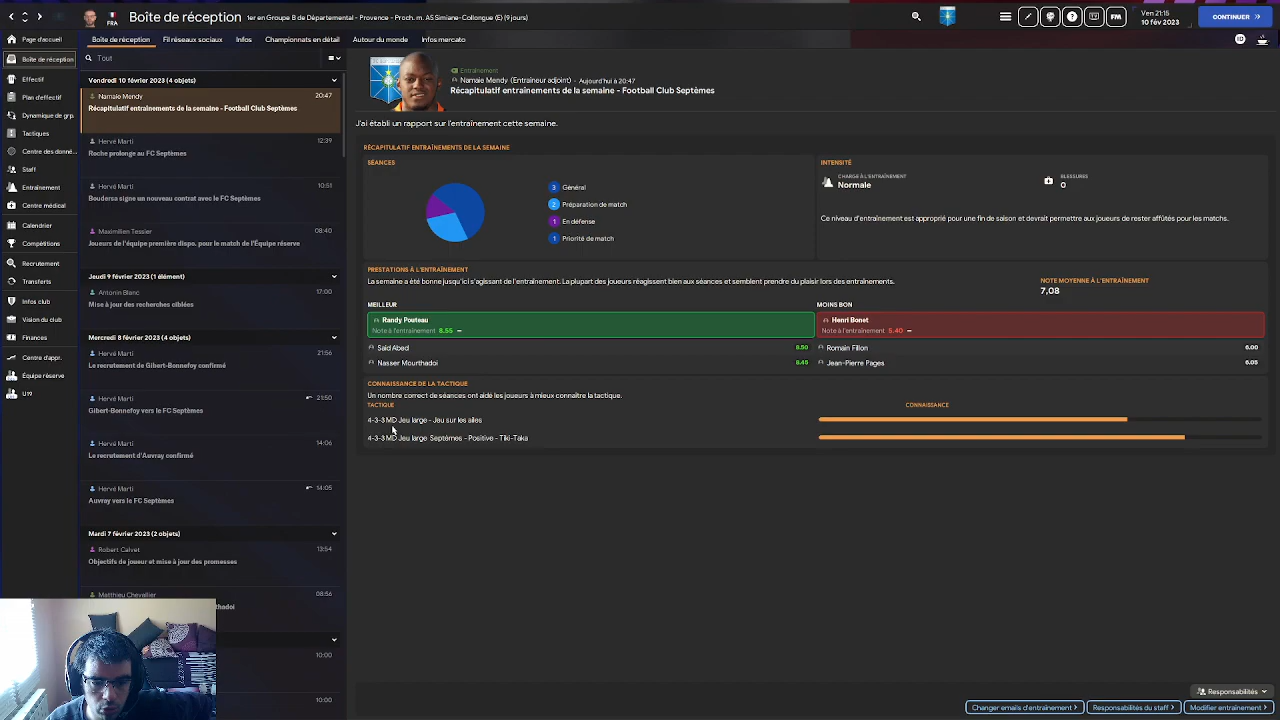 Boîte de réception
1er en Groupe B de Départemental - Provence - Proch. m. AS Simiane-Collongue (E) (9 jours)
FRA
FM
Ven 21:15
10 fév 2023
CONTINUER
Page d'accueil
Boîte de réception
Fil réseaux sociaux
Infos
Championnats en détail
Autour du monde
Infos mercato
Boîte de réception
Effectif
Plan d'effectif
Dynamique de grp.
Tactiques
Centre des donné...
Staff
Entraînement
Centre médical
Calendrier
Compétitions
Recrutement
Transferts
Infos club
Vision du club
Finances
Centre d'appr.
Équipe réserve
U19
Tout
Vendredi 10 février 2023 (4 objets)
Namaïe Mendy 20:47
Récapitulatif entraînements de la semaine - Football Club Septèmes
Hervé Marti 12:39
Roche prolonge au FC Septèmes
Hervé Marti 10:51
Boudersa signe un nouveau contrat avec le FC Septèmes
Maximilien Tessier 08:40
Joueurs de l'équipe première dispo. pour le match de l'Équipe réserve
Jeudi 9 février 2023 (1 élément)
Antonin Blanc 17:00
Mise à jour des recherches ciblées
Mercredi 8 février 2023 (4 objets)
Hervé Marti 21:56
Le recrutement de Gibert-Bonnefoy confirmé
Hervé Marti 21:50
Gibert-Bonnefoy vers le FC Septèmes
Hervé Marti 14:06
Le recrutement d'Auvray confirmé
Hervé Marti 14:05
Auvray vers le FC Septèmes
Mardi 7 février 2023 (2 objets)
Robert Calvet 13:54
Objectifs de joueur et mise à jour des promesses
Matthieu Chevallier 08:56
10:00
10:00
Entraînement
Namaïe Mendy (Entraîneur adjoint) - Aujourd'hui à 20:47
Récapitulatif entraînements de la semaine - Football Club Septèmes
J'ai établi un rapport sur l'entraînement cette semaine.
RÉCAPITULATIF ENTRAÎNEMENTS DE LA SEMAINE
SÉANCES
3 Général
2 Préparation de match
1 En défense
1 Priorité de match
INTENSITÉ
CHARGE À L'ENTRAÎNEMENT
Normale
BLESSURES
0
Ce niveau d'entraînement est approprié pour une fin de saison et devrait permettre aux joueurs de rester affûtés pour les matchs.
PRESTATIONS À L'ENTRAÎNEMENT
La semaine a été bonne jusqu'ici s'agissant de l'entraînement. La plupart des joueurs réagissent bien aux séances et semblent prendre du plaisir lors des entraînements.
NOTE MOYENNE À L'ENTRAÎNEMENT
7,08
MEILLEUR
Randy Pouteau
Note à l'entraînement 8.55
Saïd Abed 8.50
Nasser Mourthadoi 8.45
MOINS BON
Henri Bonet
Note à l'entraînement 5.40
Romain Fillon 6.00
Jean-Pierre Pages 6.05
CONNAISSANCE DE LA TACTIQUE
Un nombre correct de séances ont aidé les joueurs à mieux connaître la tactique.
TACTIQUE CONNAISSANCE
4-3-3 MD Jeu large - Jeu sur les ailes
4-3-3 MD Jeu large Septèmes - Positive - Tiki-Taka
Responsabilités
Changer emails d'entraînement
Responsabilités du staff
Modifier entraînement